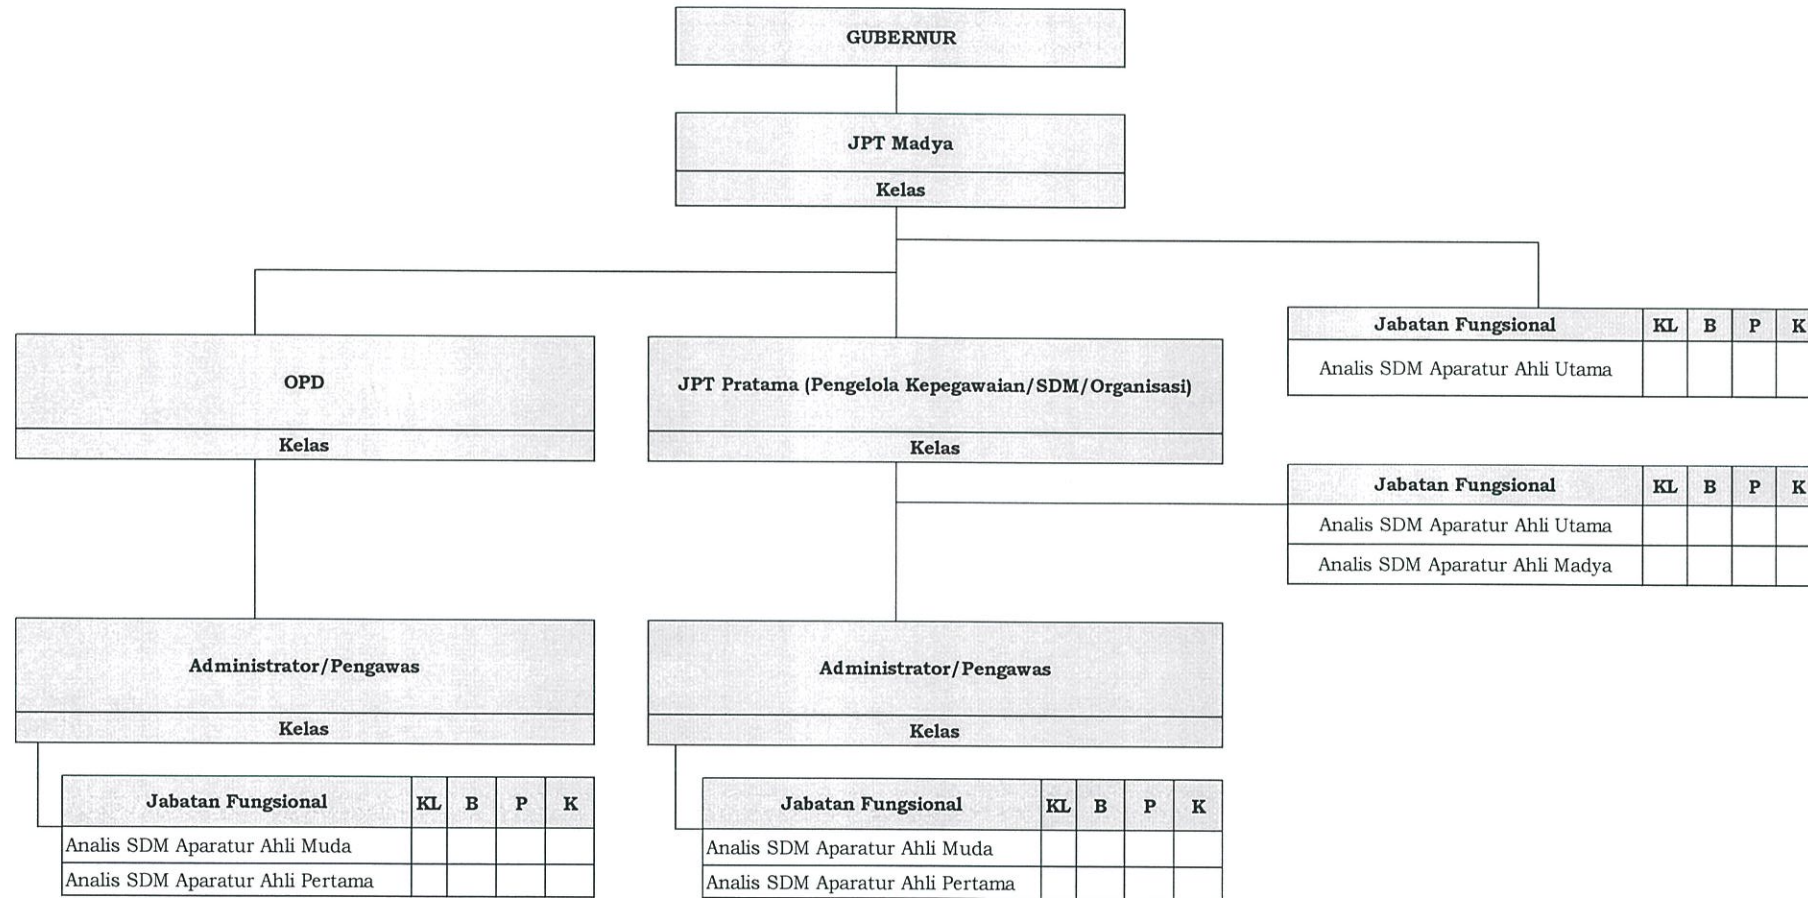 GUBERNUR
JPT Madya
Kelas
OPD
Kelas
JPT Pratama (Pengelola Kepegawaian/SDM/Organisasi)
Kelas
Jabatan Fungsional KL B P K
Analis SDM Aparatur Ahli Utama
Jabatan Fungsional KL B P K
Analis SDM Aparatur Ahli Utama
Analis SDM Aparatur Ahli Madya
Administrator/Pengawas
Kelas
Jabatan Fungsional KL B P K
Analis SDM Aparatur Ahli Muda
Analis SDM Aparatur Ahli Pertama
Administrator/Pengawas
Kelas
Jabatan Fungsional KL B P K
Analis SDM Aparatur Ahli Muda
Analis SDM Aparatur Ahli Pertama